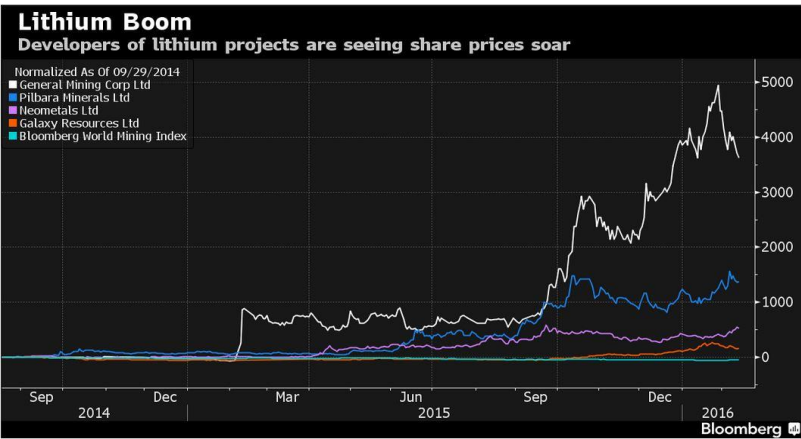 Lithium Boom
Developers of lithium projects are seeing share prices soar
Normalized As Of 09/29/2014
General Mining Corp Ltd
Pilbara Minerals Ltd
Neometals Ltd
Galaxy Resources Ltd
Bloomberg World Mining Index
5000
4000
3000
2000
1000
0
Sep Dec Mar Jun Sep Dec
2014 2015 2016
Bloomberg